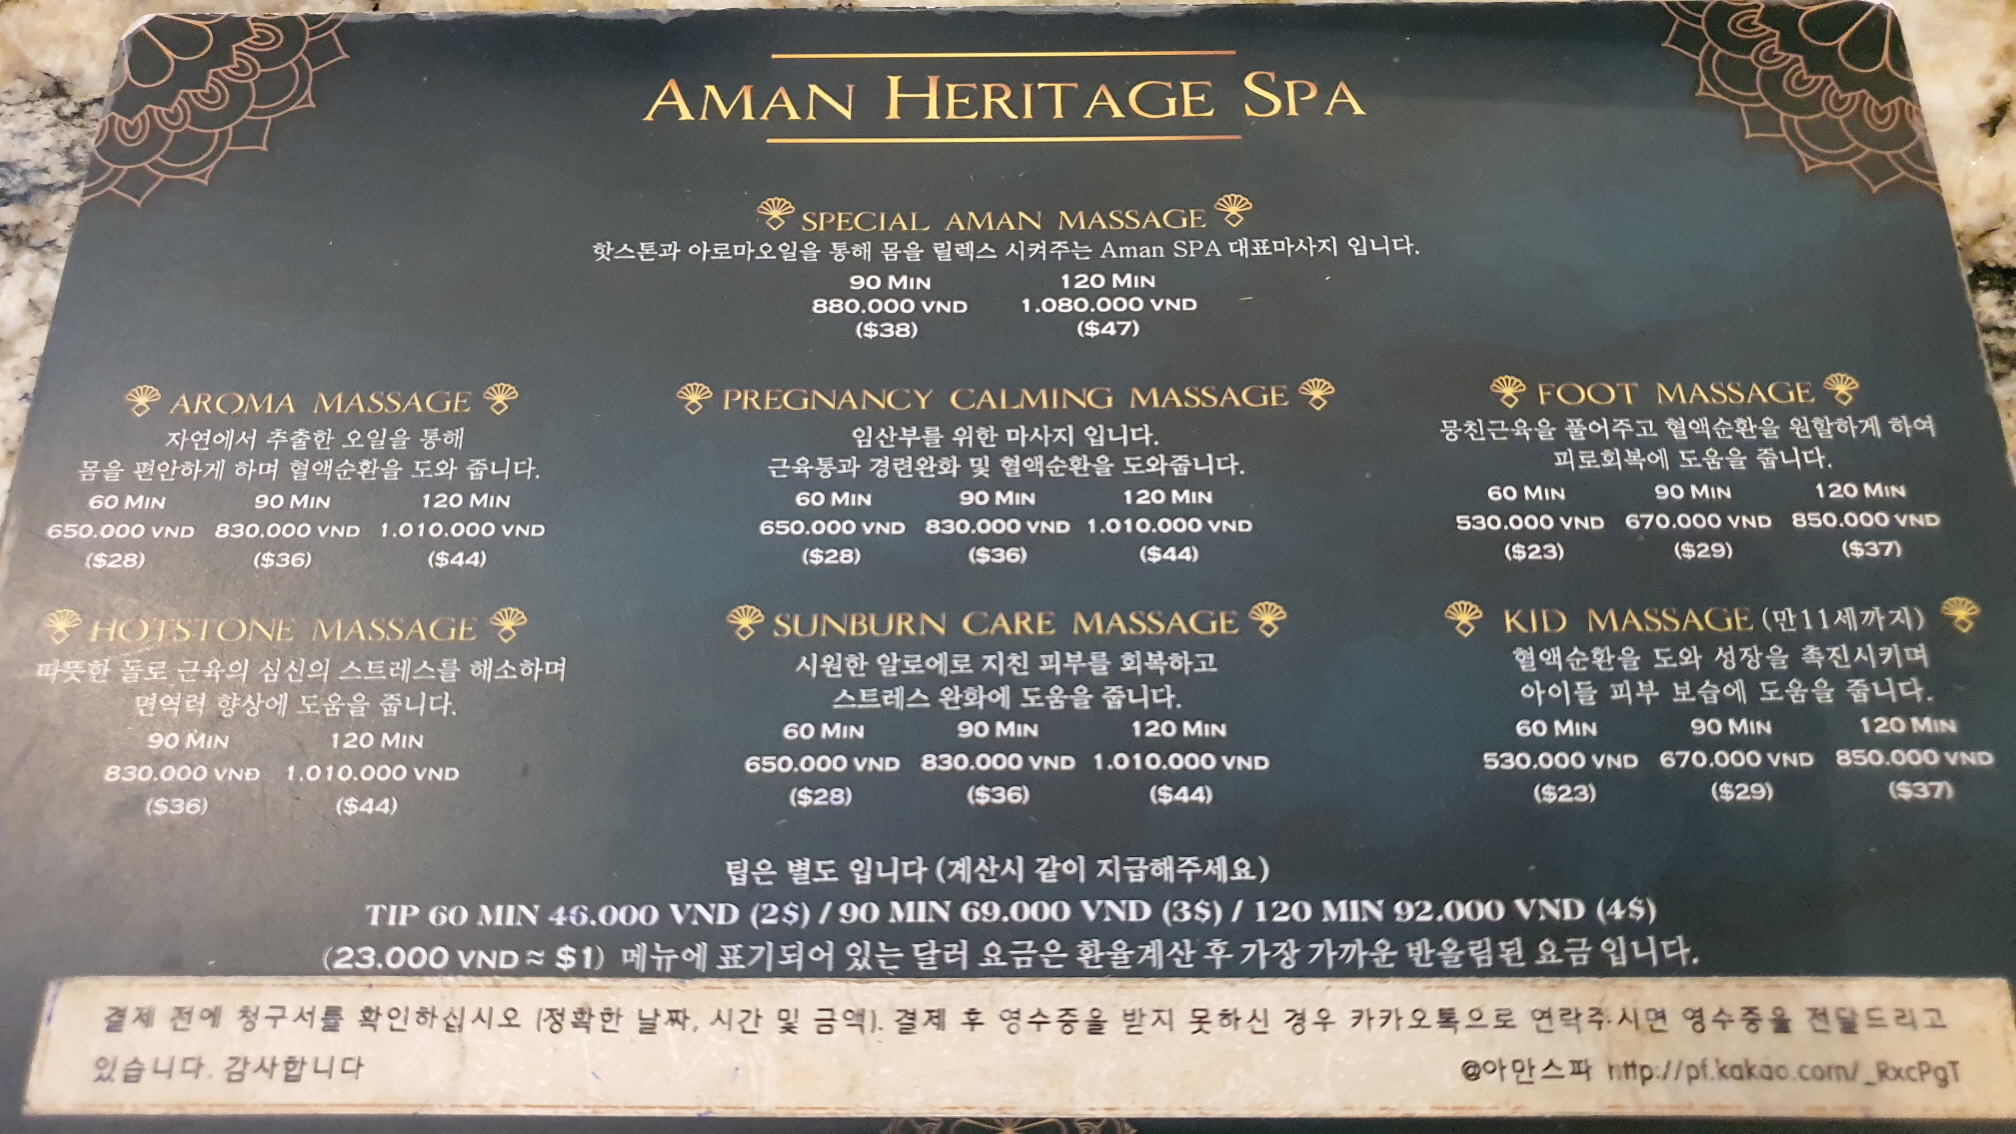 AMAN HERITAGE SPA
SPECIAL AMAN MASSAGE
핫스톤과 아로마오일을 통해 몸을 릴렉스 시켜주는 Aman SPA 대표마사지 입니다.
90 MIN 120 MIN
880.000 VND 1.080.000 VND
($38) ($47)
AROMA MASSAGE
자연에서 추출한 오일을 통해
몸을 편안하게 하며 혈액순환을 도와 줍니다.
60 MIN 90 MIN 120 MIN
650.000 VND 830.000 VND 1.010.000 VND
($28) ($36) ($44)
PREGNANCY CALMING MASSAGE
임산부를 위한 마사지 입니다.
근육통과 경련완화 및 혈액순환을 도와줍니다.
60 MIN 90 MIN 120 MIN
650.000 VND 830.000 VND 1.010.000 VND
($28) ($36) ($44)
FOOT MASSAGE
뭉친근육을 풀어주고 혈액순환을 원할하게 하여
피로회복에 도움을 줍니다.
60 MIN 90 MIN 120 MIN
530.000 VND 670.000 VND 850.000 VND
($23) ($29) ($37)
HOTSTONE MASSAGE
따뜻한 돌로 근육의 심신의 스트레스를 해소하며
면역력 향상에 도움을 줍니다.
90 MIN 120 MIN
830.000 VND 1.010.000 VND
($36) ($44)
SUNBURN CARE MASSAGE
시원한 알로에로 지친 피부를 회복하고
스트레스 완화에 도움을 줍니다.
60 MIN 90 MIN 120 MIN
650.000 VND 830.000 VND 1.010.000 VND
($28) ($36) ($44)
KID MASSAGE (만11세까지)
혈액순환을 도와 성장을 촉진시키며
아이들 피부 보습에 도움을 줍니다.
60 MIN 90 MIN 120 MIN
530.000 VND 670.000 VND 850.000 VND
($23) ($29) ($37)
팁은 별도 입니다 (계산시 같이 지급해주세요)
TIP 60 MIN 46.000 VND (2$) / 90 MIN 69.000 VND (3$) / 120 MIN 92.000 VND (4$)
(23.000 VND ≈ $1) 메뉴에 표기되어 있는 달러 요금은 환율계산 후 가장 가까운 반올림된 요금 입니다.
결제 전에 청구서를 확인하십시오 (정확한 날짜, 시간 및 금액). 결제 후 영수증을 받지 못하신 경우 카카오톡으로 연락주시면 영수증을 전달드리고
있습니다. 감사합니다
@아만스파 http://pf.kakao.com/_RxcPgT